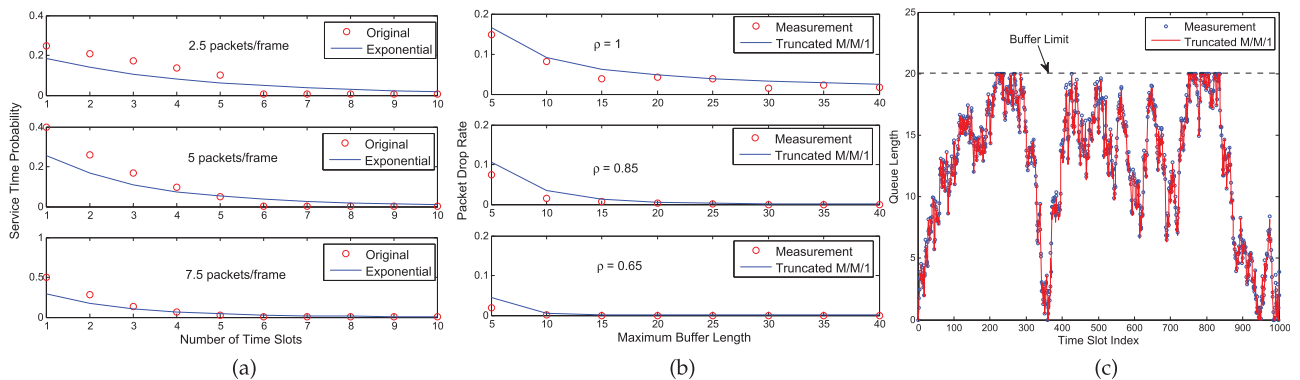 0.4
0.2
0
1
2
3
4
5
6
7
8
9
10
2.5 packets/frame
Original
Exponential
0.4
0.2
0
1
2
3
4
5
6
7
8
9
10
5 packets/frame
Original
Exponential
1
0.5
0
1
2
3
4
5
6
7
8
9
10
7.5 packets/frame
Original
Exponential
Service Time Probability
Number of Time Slots
(a)
0.2
0.1
0
5
10
15
20
25
30
35
40
ρ = 1
Measurement
Truncated M/M/1
0.2
0.1
0
5
10
15
20
25
30
35
40
ρ = 0.85
Measurement
Truncated M/M/1
0.2
0.1
0
5
10
15
20
25
30
35
40
ρ = 0.65
Measurement
Truncated M/M/1
Packet Drop Rate
Maximum Buffer Length
(b)
25
20
15
10
5
0
0
100
200
300
400
500
600
700
800
900
1000
Buffer Limit
Measurement
Truncated M/M/1
Queue Length
Time Slot Index
(c)